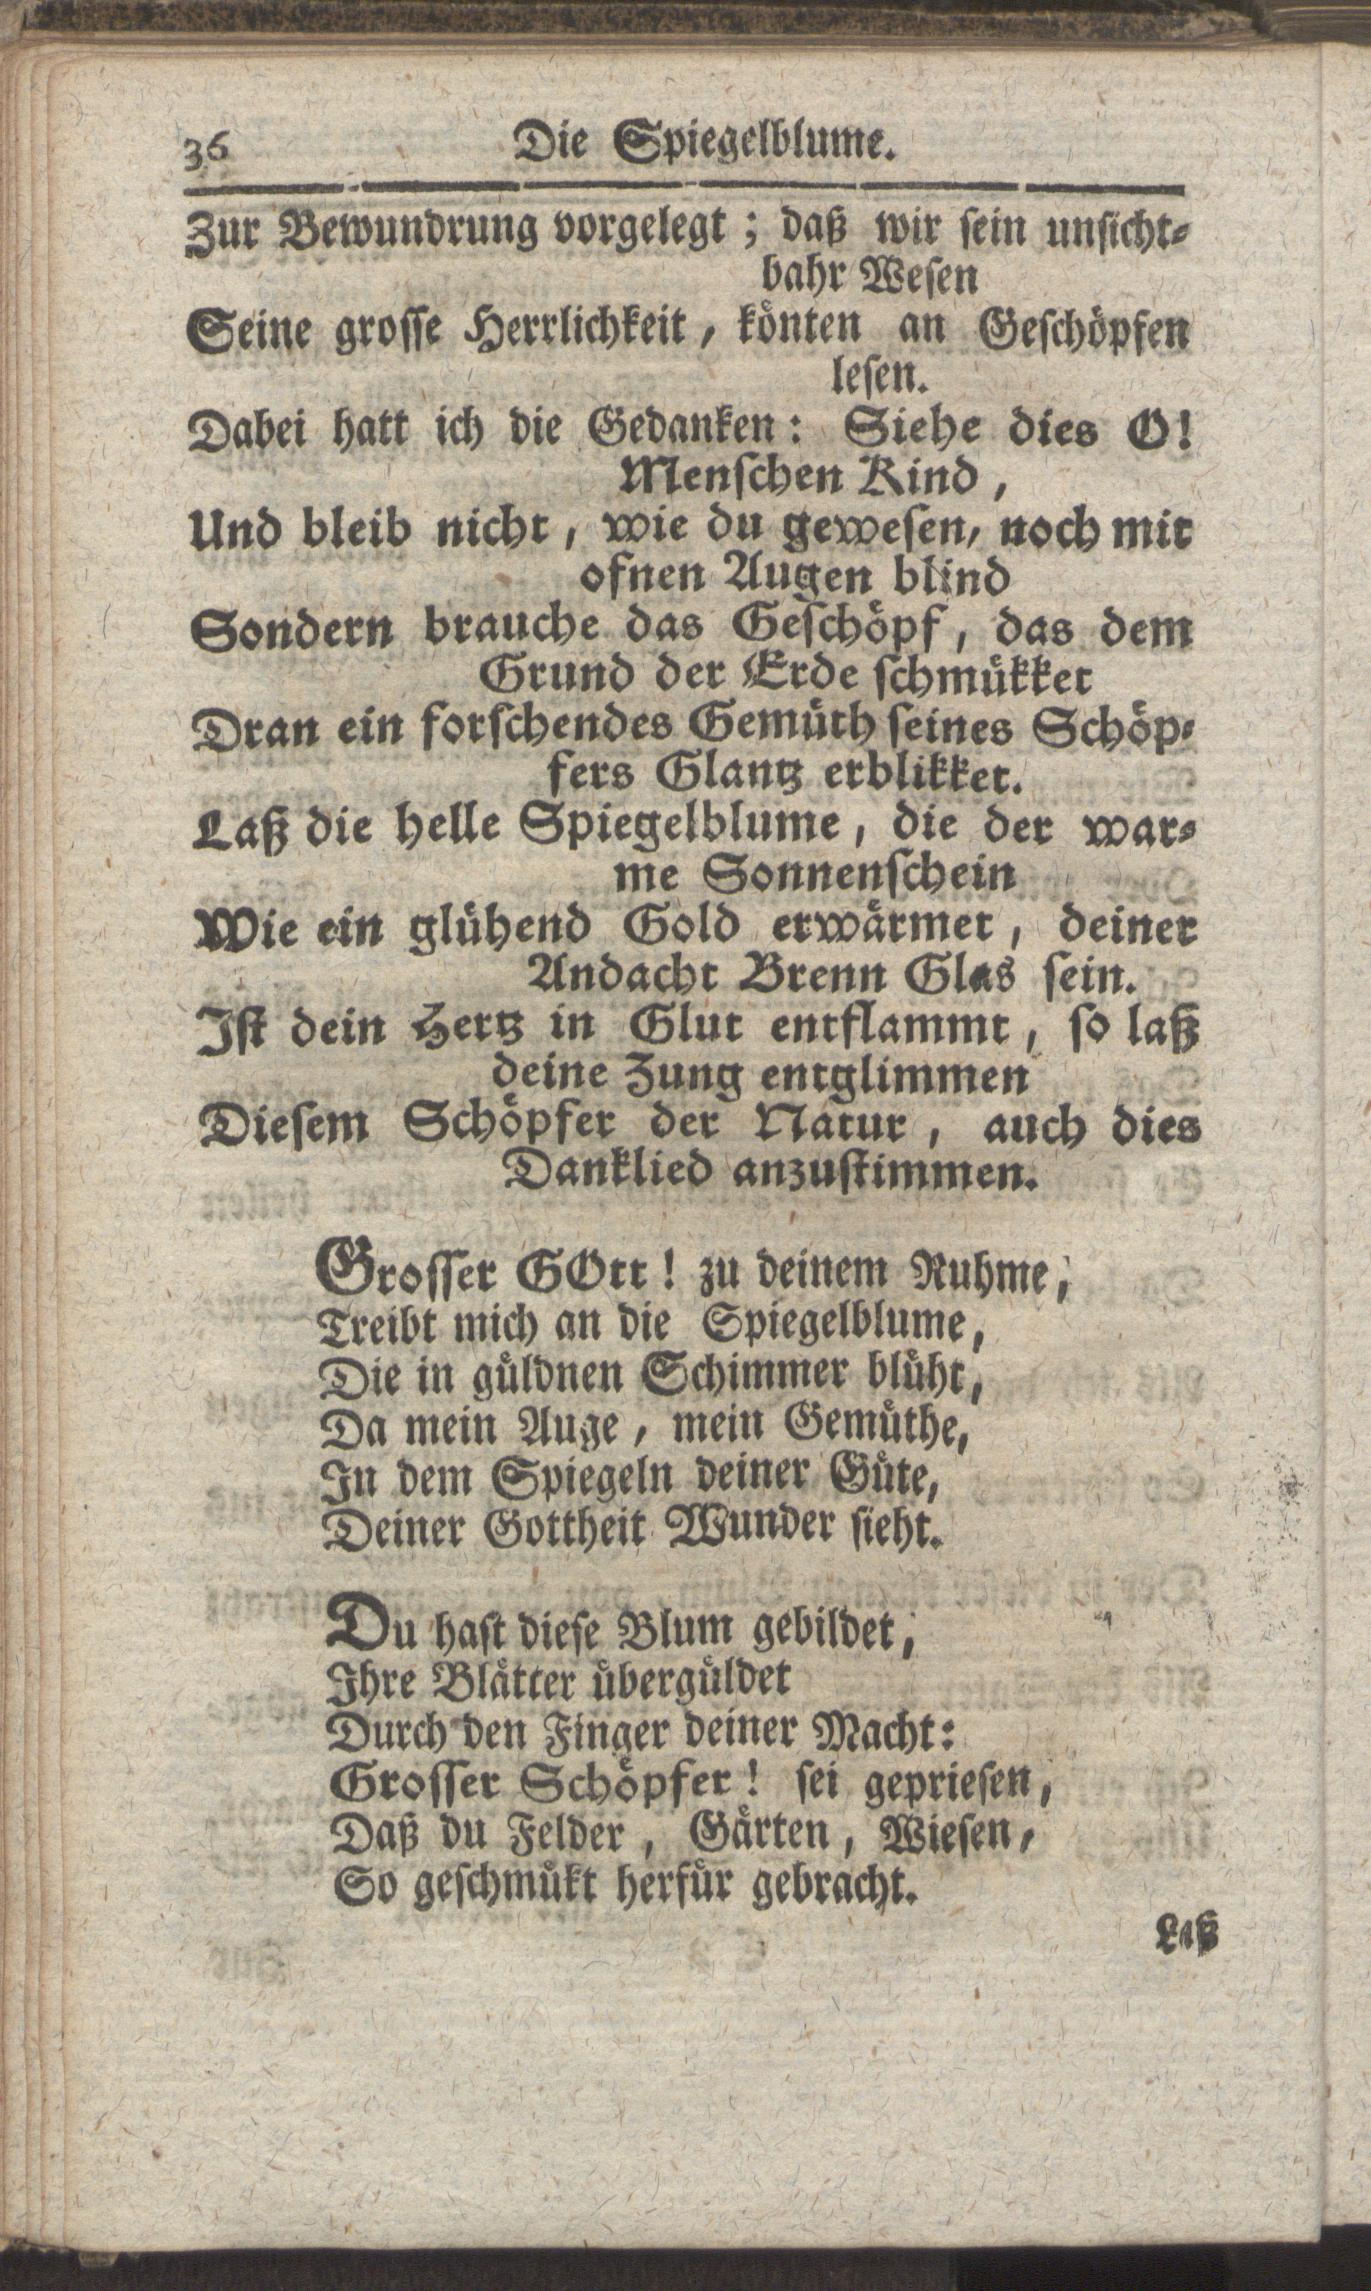 36 Die Spiegelblume.
Zur Bewundrung vorgelegt; daß wir sein unsicht-
bahr Wesen
Seine grosse Herrlichkeit, könten an Geschöpfen
lesen.
Dabei hatt ich die Gedanken: Siehe dies O!
Menschen Kind,
Und bleib nicht, wie du gewesen, noch mit
ofnen Augen blind
Sondern brauche das Geschöpf, das dem
Grund der Erde schmükket
Dran ein forschendes Gemüth seines Schöp-
fers Glantz erblikket.
Laß die helle Spiegelblume, die der war-
me Sonnenschein
Wie ein glühend Gold erwärmet, deiner
Andacht Brenn Glas sein.
Ist dein Hertz in Glut entflammt, so laß
deine Zung entglimmen
Diesem Schöpfer der Natur, auch dies
Danklied anzustimmen.
Grosser GOtt! zu deinem Ruhme,
Treibt mich an die Spiegelblume,
Die in güldnen Schimmer blüht,
Da mein Auge, mein Gemüthe,
In dem Spiegeln deiner Güte,
Deiner Gottheit Wunder sieht.
Du hast diese Blum gebildet,
Ihre Blätter übergüldet
Durch den Finger deiner Macht:
Grosser Schöpfer! sei gepriesen,
Daß du Felder, Gärten, Wiesen,
So geschmükt herfür gebracht.
Laß